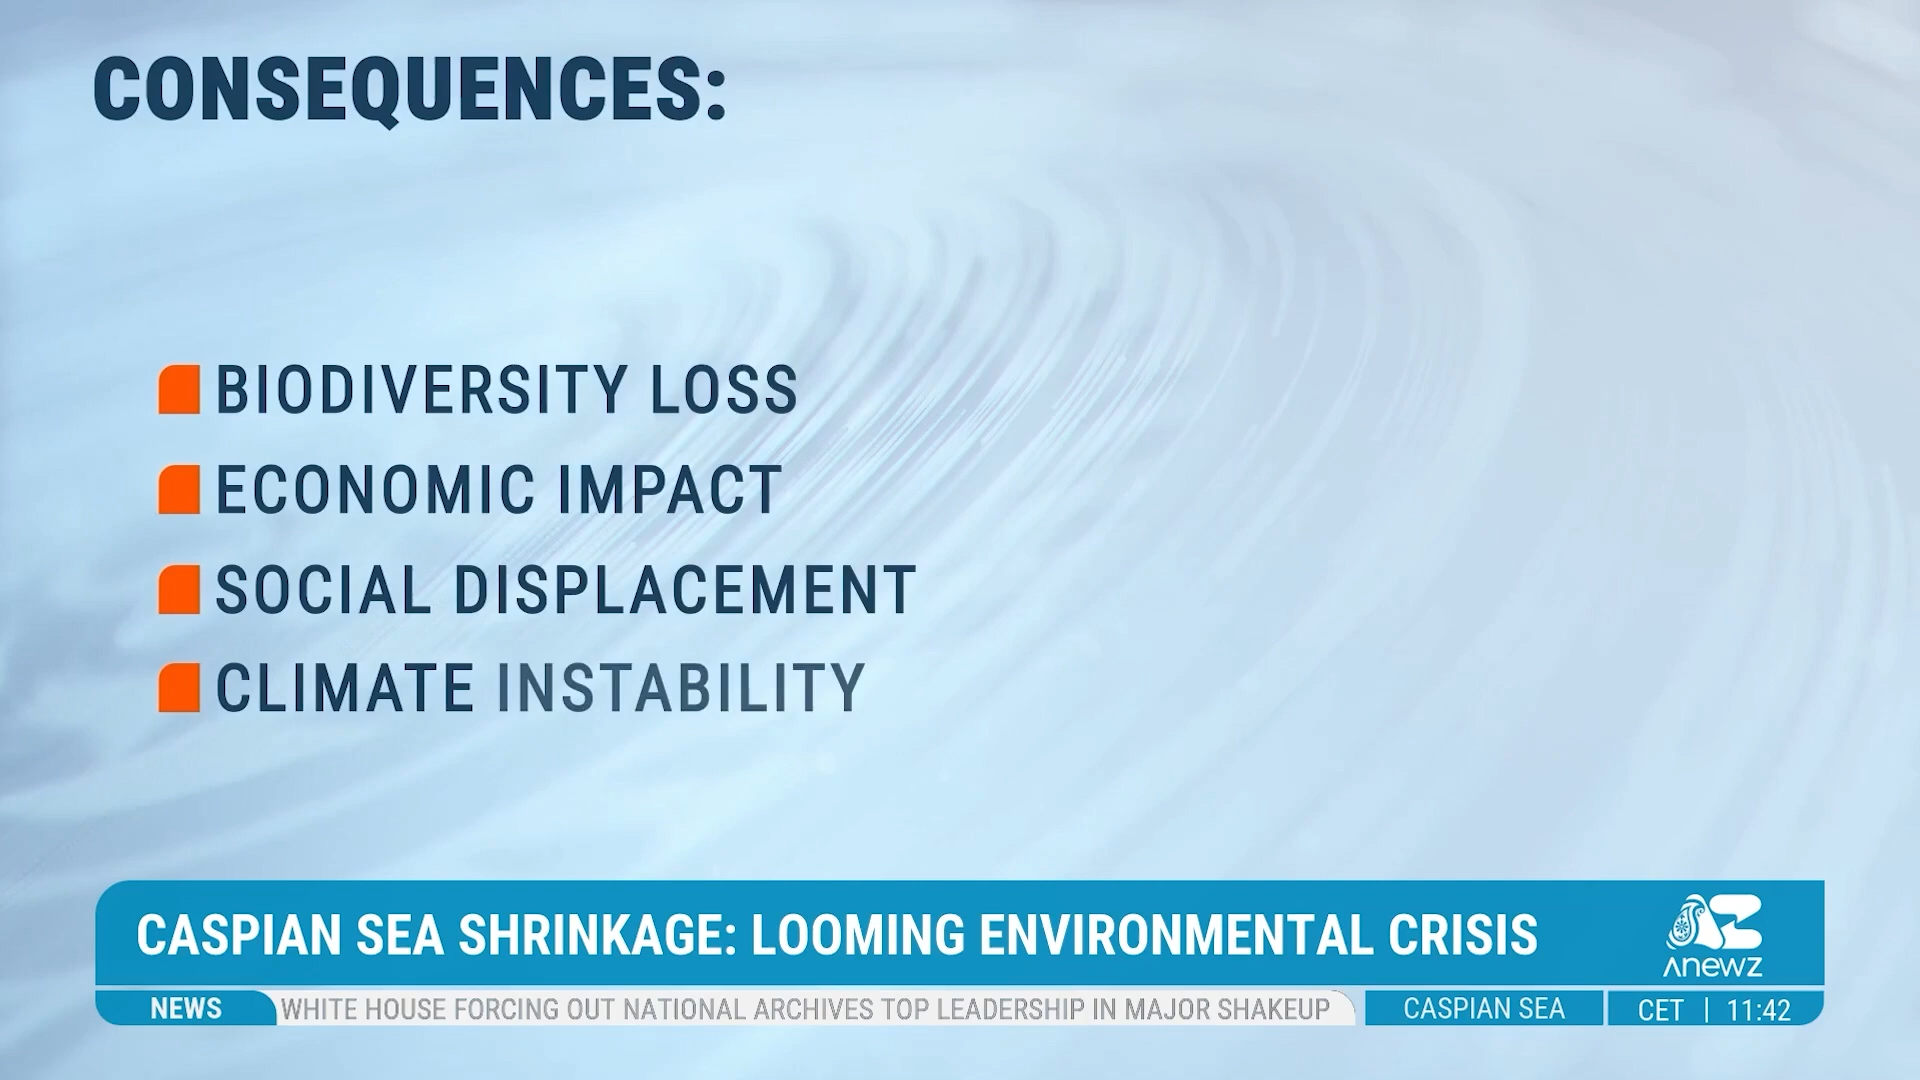 CONSEQUENCES:
BIODIVERSITY LOSS
ECONOMIC IMPACT
SOCIAL DISPLACEMENT
CLIMATE INSTABILITY
CASPIAN SEA SHRINKAGE: LOOMING ENVIRONMENTAL CRISIS
ANEWZ
NEWS
WHITE HOUSE FORCING OUT NATIONAL ARCHIVES TOP LEADERSHIP IN MAJOR SHAKEUP
CASPIAN SEA
CET | 11:42